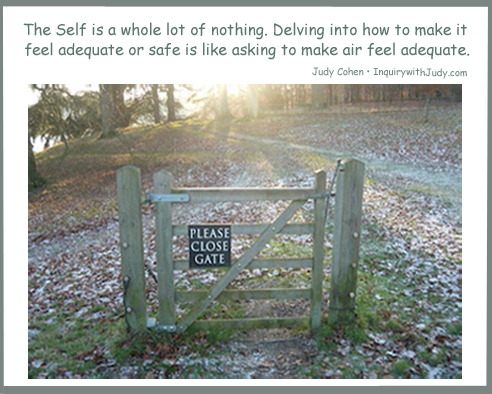 The Self is a whole lot of nothing. Delving into how to make it
feel adequate or safe is like asking to make air feel adequate.
Judy Cohen • InquirywithJudy.com
PLEASE
CLOSE
GATE